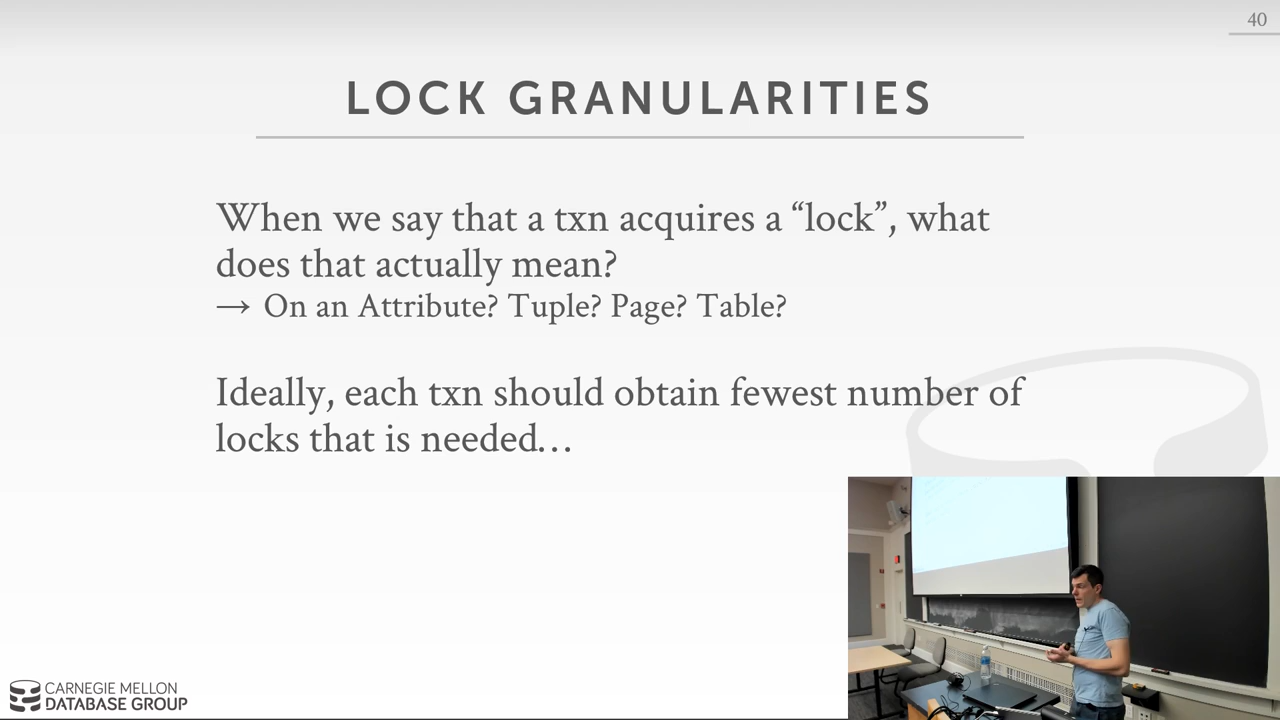 40
LOCK GRANULARITIES
When we say that a txn acquires a “lock”, what
does that actually mean?
→ On an Attribute? Tuple? Page? Table?
Ideally, each txn should obtain fewest number of
locks that is needed…
CARNEGIE MELLON
DATABASE GROUP